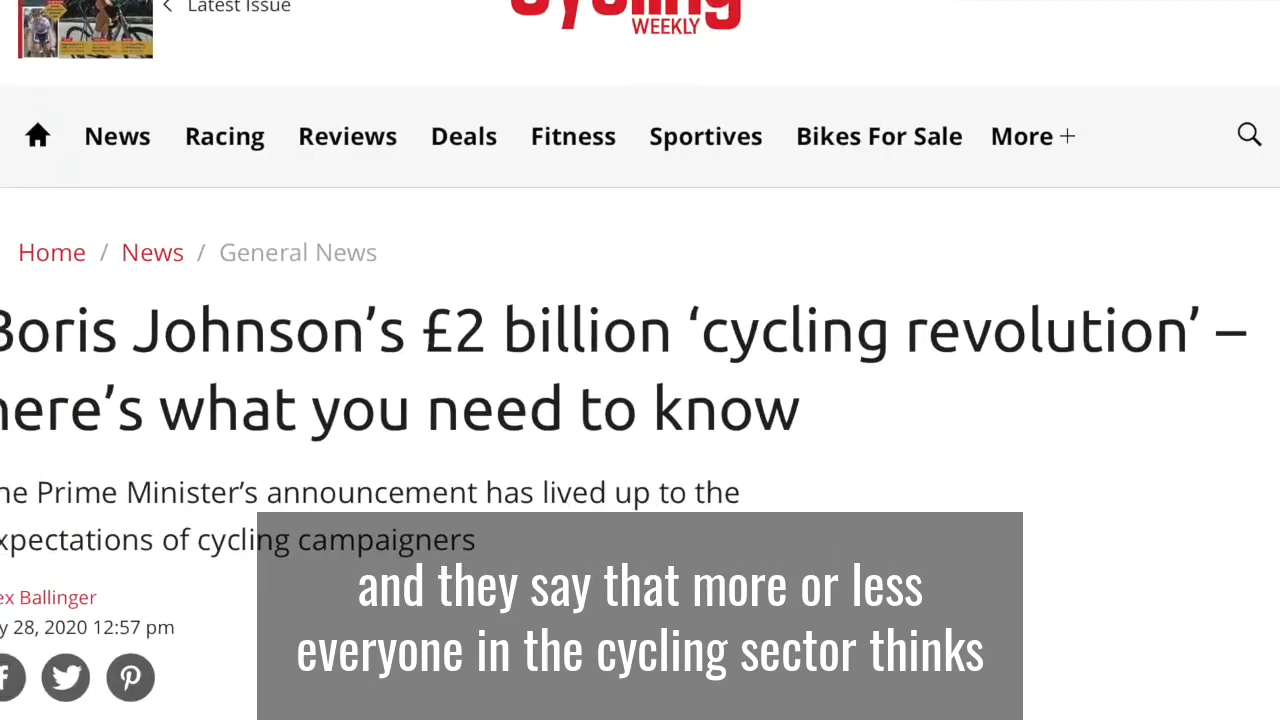 Latest Issue
Cycling
WEEKLY
News Racing Reviews Deals Fitness Sportives Bikes For Sale More +
Home / News / General News
Boris Johnson’s £2 billion ‘cycling revolution’ –
here’s what you need to know
he Prime Minister’s announcement has lived up to the
xpectations of cycling campaigners
ex Ballinger
y 28, 2020 12:57 pm
and they say that more or less
everyone in the cycling sector thinks